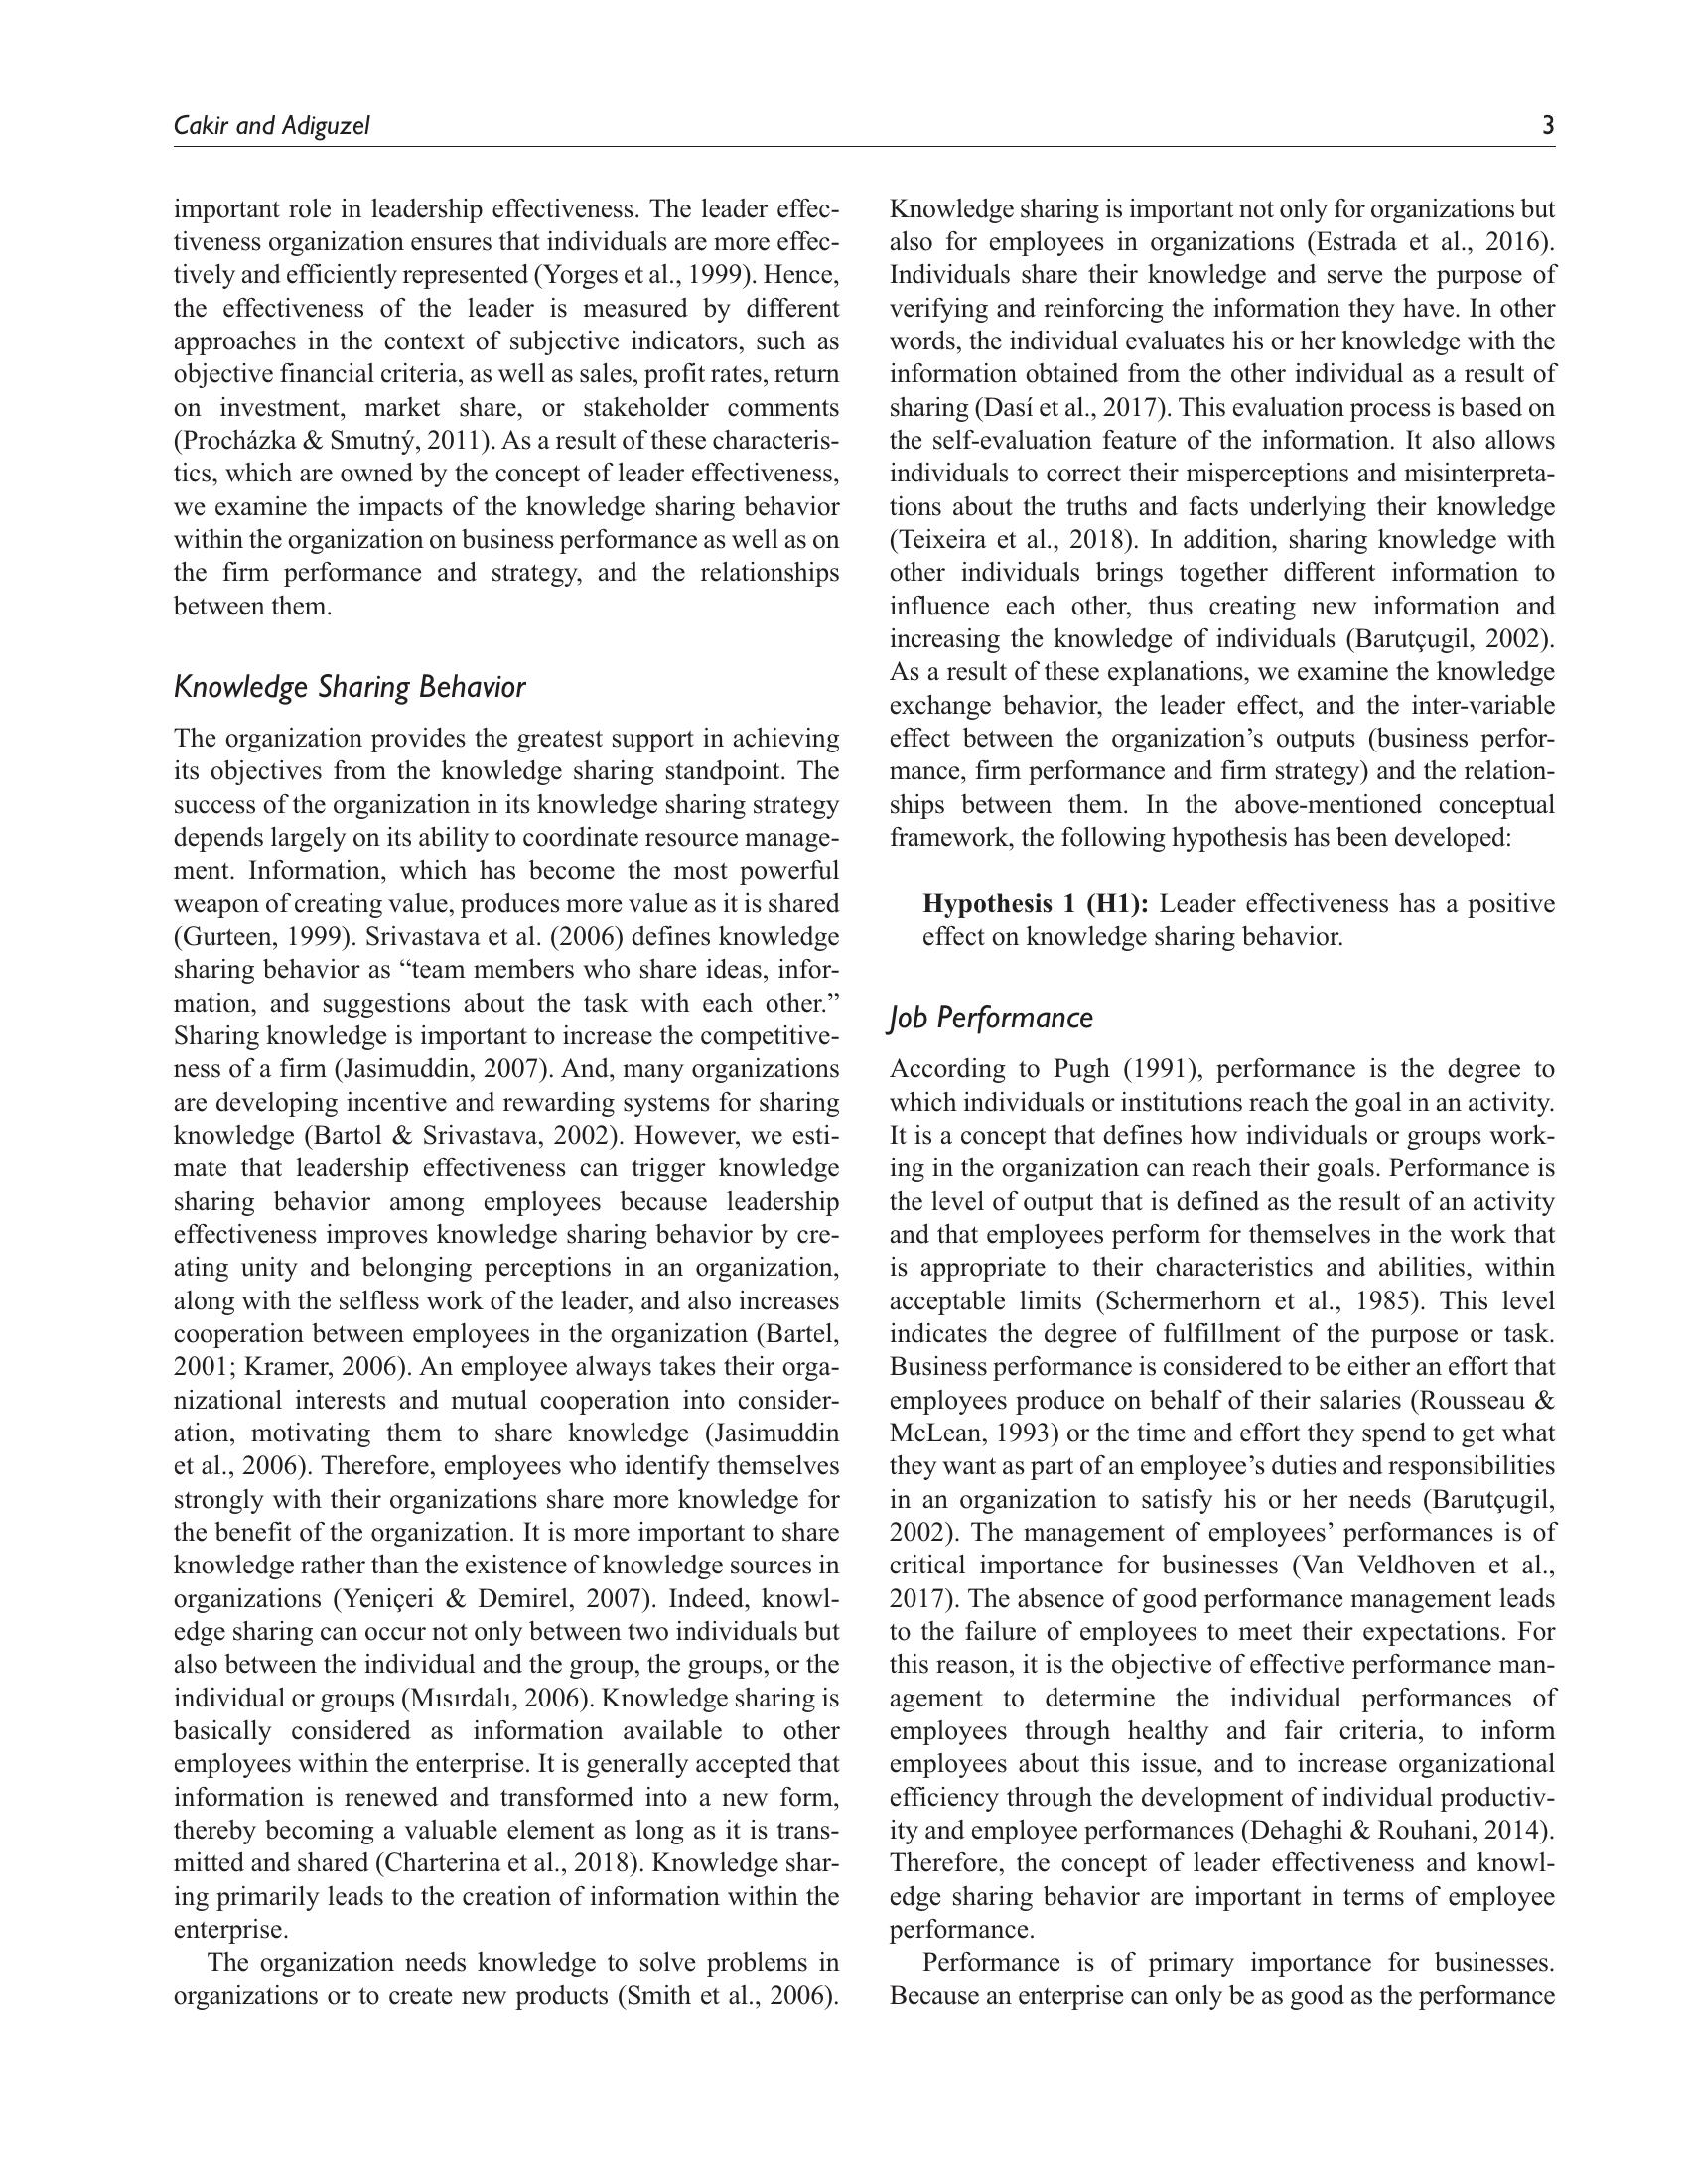 Cakir and Adiguzel 3
important role in leadership effectiveness. The leader effec-
tiveness organization ensures that individuals are more effec-
tively and efficiently represented (Yorges et al., 1999). Hence,
the effectiveness of the leader is measured by different
approaches in the context of subjective indicators, such as
objective financial criteria, as well as sales, profit rates, return
on investment, market share, or stakeholder comments
(Procházka & Smutný, 2011). As a result of these characteris-
tics, which are owned by the concept of leader effectiveness,
we examine the impacts of the knowledge sharing behavior
within the organization on business performance as well as on
the firm performance and strategy, and the relationships
between them.
Knowledge Sharing Behavior
The organization provides the greatest support in achieving
its objectives from the knowledge sharing standpoint. The
success of the organization in its knowledge sharing strategy
depends largely on its ability to coordinate resource manage-
ment. Information, which has become the most powerful
weapon of creating value, produces more value as it is shared
(Gurteen, 1999). Srivastava et al. (2006) defines knowledge
sharing behavior as “team members who share ideas, infor-
mation, and suggestions about the task with each other.”
Sharing knowledge is important to increase the competitive-
ness of a firm (Jasimuddin, 2007). And, many organizations
are developing incentive and rewarding systems for sharing
knowledge (Bartol & Srivastava, 2002). However, we esti-
mate that leadership effectiveness can trigger knowledge
sharing behavior among employees because leadership
effectiveness improves knowledge sharing behavior by cre-
ating unity and belonging perceptions in an organization,
along with the selfless work of the leader, and also increases
cooperation between employees in the organization (Bartel,
2001; Kramer, 2006). An employee always takes their orga-
nizational interests and mutual cooperation into consider-
ation, motivating them to share knowledge (Jasimuddin
et al., 2006). Therefore, employees who identify themselves
strongly with their organizations share more knowledge for
the benefit of the organization. It is more important to share
knowledge rather than the existence of knowledge sources in
organizations (Yeniçeri & Demirel, 2007). Indeed, knowl-
edge sharing can occur not only between two individuals but
also between the individual and the group, the groups, or the
individual or groups (Mısırdalı, 2006). Knowledge sharing is
basically considered as information available to other
employees within the enterprise. It is generally accepted that
information is renewed and transformed into a new form,
thereby becoming a valuable element as long as it is trans-
mitted and shared (Charterina et al., 2018). Knowledge shar-
ing primarily leads to the creation of information within the
enterprise.
The organization needs knowledge to solve problems in
organizations or to create new products (Smith et al., 2006).
Knowledge sharing is important not only for organizations but
also for employees in organizations (Estrada et al., 2016).
Individuals share their knowledge and serve the purpose of
verifying and reinforcing the information they have. In other
words, the individual evaluates his or her knowledge with the
information obtained from the other individual as a result of
sharing (Dasí et al., 2017). This evaluation process is based on
the self-evaluation feature of the information. It also allows
individuals to correct their misperceptions and misinterpreta-
tions about the truths and facts underlying their knowledge
(Teixeira et al., 2018). In addition, sharing knowledge with
other individuals brings together different information to
influence each other, thus creating new information and
increasing the knowledge of individuals (Barutçugil, 2002).
As a result of these explanations, we examine the knowledge
exchange behavior, the leader effect, and the inter-variable
effect between the organization’s outputs (business perfor-
mance, firm performance and firm strategy) and the relation-
ships between them. In the above-mentioned conceptual
framework, the following hypothesis has been developed:
Hypothesis 1 (H1): Leader effectiveness has a positive
effect on knowledge sharing behavior.
Job Performance
According to Pugh (1991), performance is the degree to
which individuals or institutions reach the goal in an activity.
It is a concept that defines how individuals or groups work-
ing in the organization can reach their goals. Performance is
the level of output that is defined as the result of an activity
and that employees perform for themselves in the work that
is appropriate to their characteristics and abilities, within
acceptable limits (Schermerhorn et al., 1985). This level
indicates the degree of fulfillment of the purpose or task.
Business performance is considered to be either an effort that
employees produce on behalf of their salaries (Rousseau &
McLean, 1993) or the time and effort they spend to get what
they want as part of an employee’s duties and responsibilities
in an organization to satisfy his or her needs (Barutçugil,
2002). The management of employees’ performances is of
critical importance for businesses (Van Veldhoven et al.,
2017). The absence of good performance management leads
to the failure of employees to meet their expectations. For
this reason, it is the objective of effective performance man-
agement to determine the individual performances of
employees through healthy and fair criteria, to inform
employees about this issue, and to increase organizational
efficiency through the development of individual productiv-
ity and employee performances (Dehaghi & Rouhani, 2014).
Therefore, the concept of leader effectiveness and knowl-
edge sharing behavior are important in terms of employee
performance.
Performance is of primary importance for businesses.
Because an enterprise can only be as good as the performance